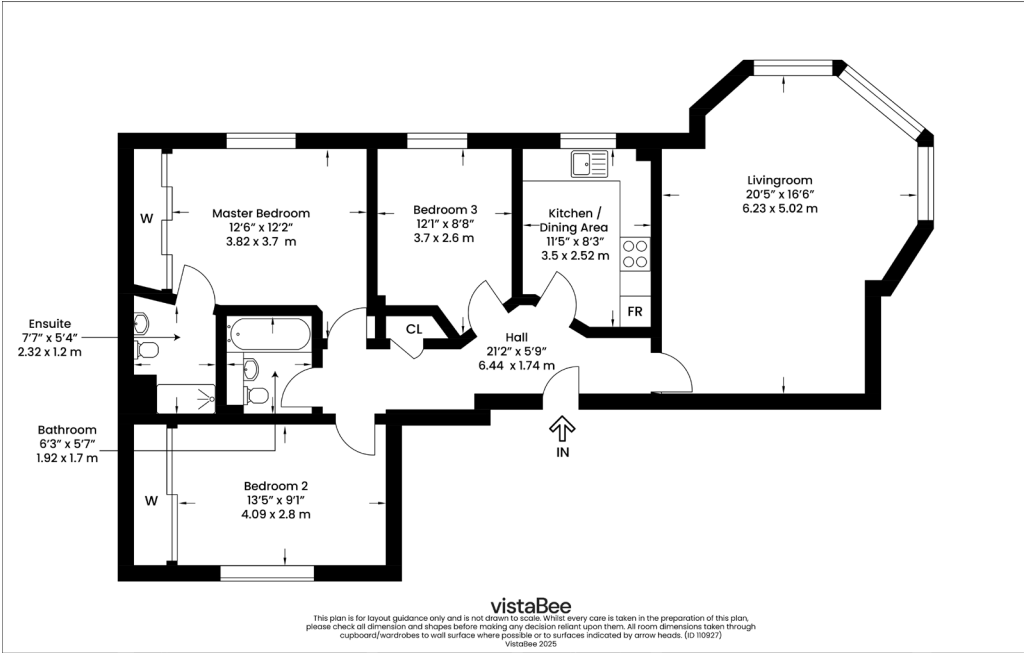 Livingroom
20'5" x 16'6"
6.23 x 5.02 m
W
Master Bedroom
12'6" x 12'2"
3.82 x 3.7 m
Bedroom 3
12'1" x 8'8"
3.7 x 2.6 m
Kitchen /
Dining Area
11'5" x 8'3"
3.5 x 2.52 m
FR
Ensuite
7'7" x 5'4"
2.32 x 1.2 m
CL
Hall
21'2" x 5'9"
6.44 x 1.74 m
Bathroom
6'3" x 5'7"
1.92 x 1.7 m
IN
W
Bedroom 2
13'5" x 9'1"
4.09 x 2.8 m
vistaBee
This plan is for layout guidance only and is not drawn to scale. Whilst every care is taken in the preparation of this plan,
please check all dimension and shapes before making any decision reliant upon them. All room dimensions taken through
cupboard/wardrobes to wall surface where possible or to surfaces indicated by arrow heads. (ID 110927)
VistaBee 2025